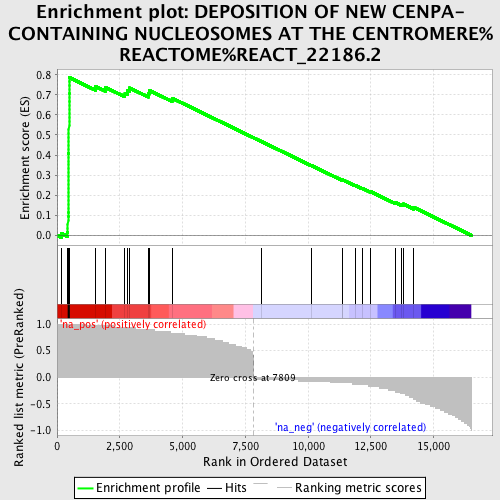 Enrichment plot: DEPOSITION OF NEW CENPA-
CONTAINING NUCLEOSOMES AT THE CENTROMERE%
REACTOME%REACT_22186.2
Enrichment score (ES)
0.8
0.7
0.6
0.5
0.4
0.3
0.2
0.1
0.0
Ranked list metric (PreRanked)
1.0
0.5
0.0
-0.5
-1.0
'na_pos' (positively correlated)
Zero cross at 7809
'na_neg' (negatively correlated)
0
2,500
5,000
7,500
10,000
12,500
15,000
Rank in Ordered Dataset
Enrichment profile
Hits
Ranking metric scores